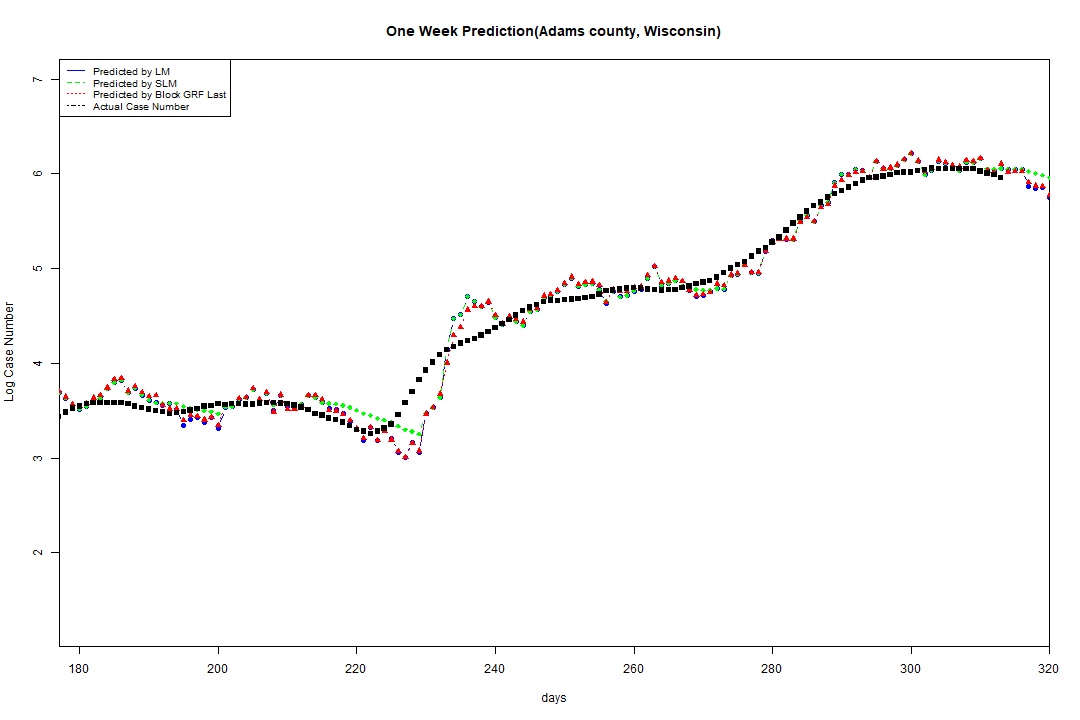 One Week Prediction(Adams county, Wisconsin)
Predicted by LM
Predicted by SLM
Predicted by Block GRF Last
Actual Case Number
7
6
5
4
3
2
Log Case Number
180 200 220 240 260 280 300 320
days